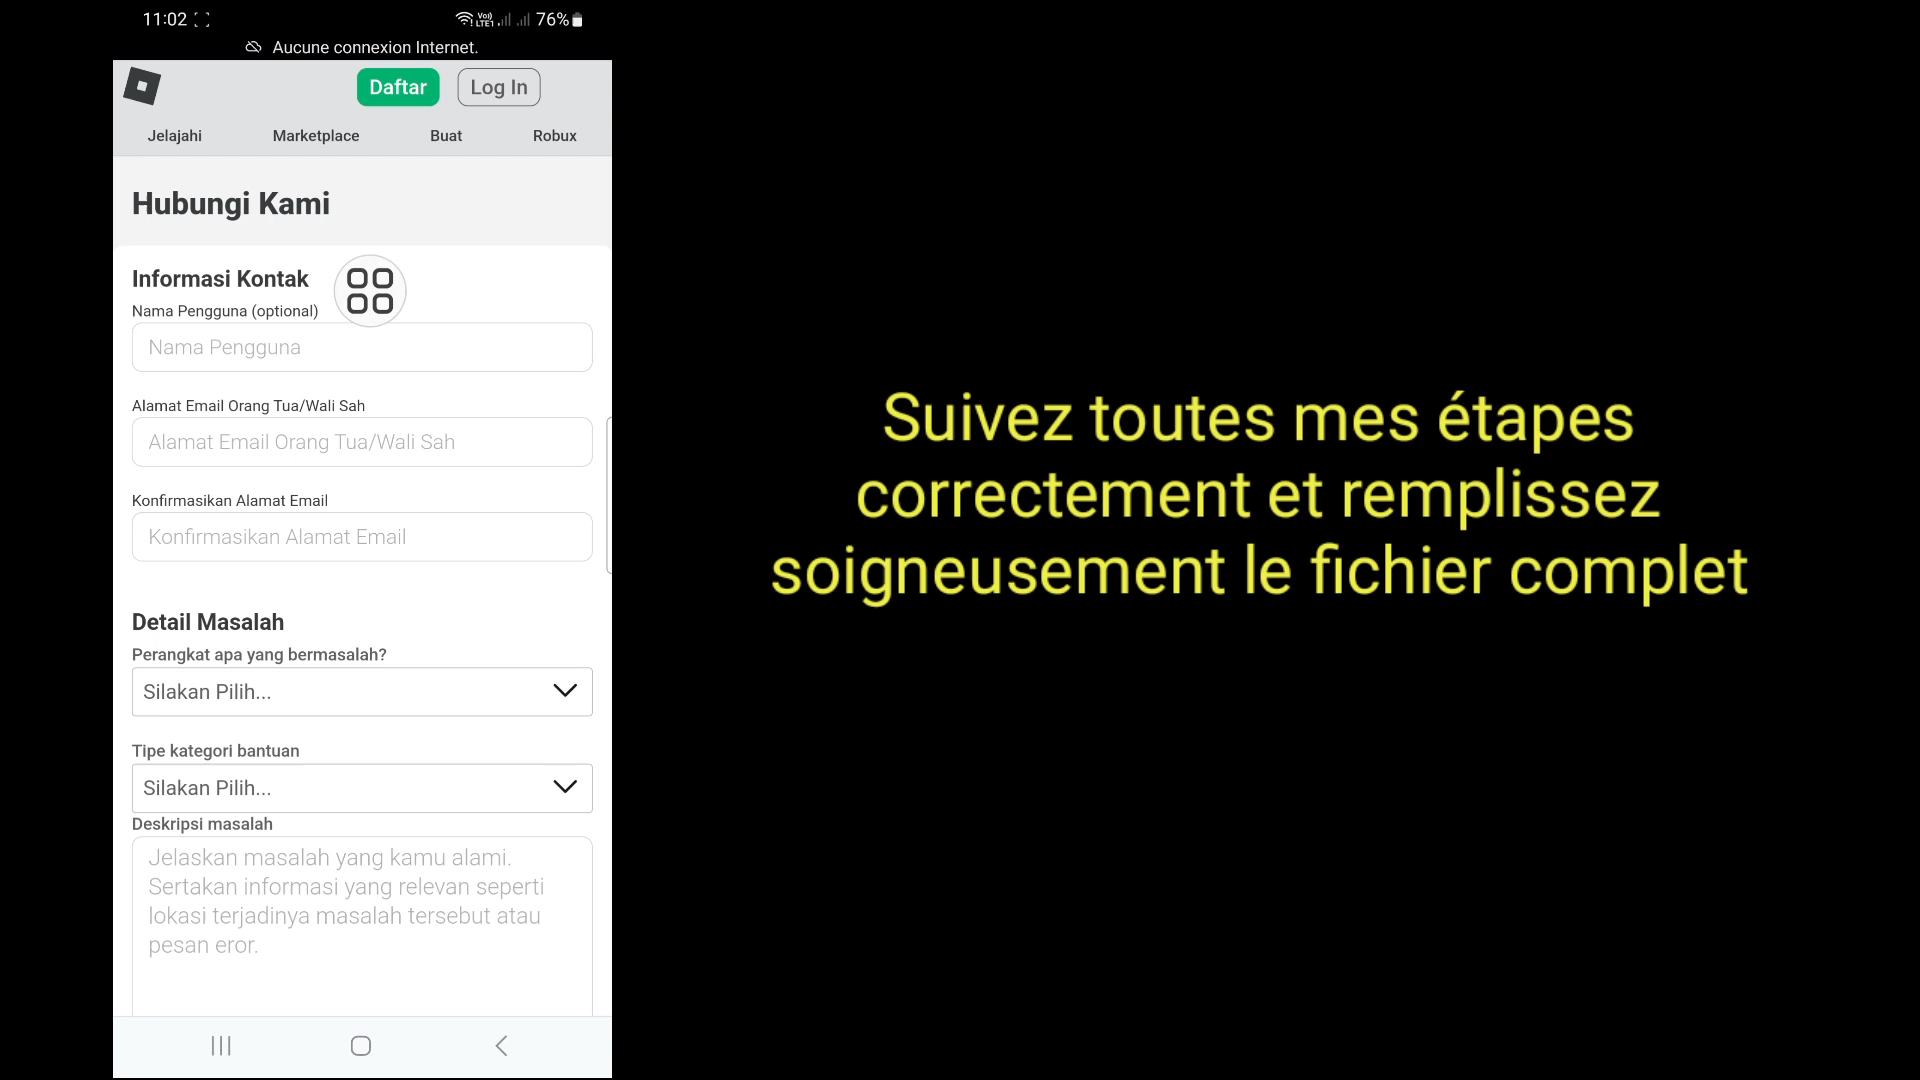 11:02
Vo)) LTE1 76%
Aucune connexion Internet.
Daftar Log In
Jelajahi Marketplace Buat Robux
Hubungi Kami
Informasi Kontak
Nama Pengguna (optional)
Nama Pengguna
Alamat Email Orang Tua/Wali Sah
Alamat Email Orang Tua/Wali Sah
Konfirmasikan Alamat Email
Konfirmasikan Alamat Email
Detail Masalah
Perangkat apa yang bermasalah?
Silakan Pilih...
Tipe kategori bantuan
Silakan Pilih...
Deskripsi masalah
Jelaskan masalah yang kamu alami.
Sertakan informasi yang relevan seperti
lokasi terjadinya masalah tersebut atau
pesan eror.
Suivez toutes mes étapes
correctement et remplissez
soigneusement le fichier complet